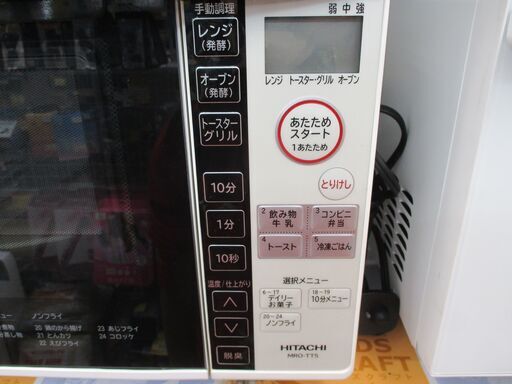 手動調理
弱 中 強
レンジ
(発酵)
レンジ トースター・グリル オーブン
オーブン
(発酵)
あたため
スタート
1あたため
トースター
グリル
とりけし
10分
2 飲み物
牛乳
3 コンビニ
弁当
1分
4 トースト
5 冷凍ごはん
10秒
選択メニュー
温度/仕上がり
6〜17
デイリー
お菓子
18〜19
10分メニュー
20〜24
ノンフライ
ノンフライ
20 鶏のから揚げ
23 あじフライ
21 とんカツ
24 コロッケ
22 えびフライ
脱臭
HITACHI
MRO-TT5